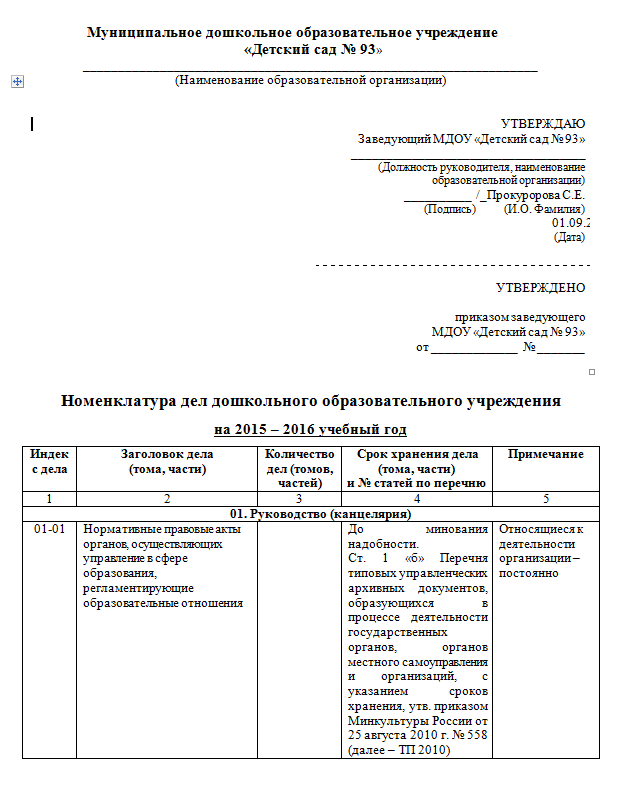 Муниципальное дошкольное образовательное учреждение
«Детский сад № 93»
(Наименование образовательной организации)
УТВЕРЖДАЮ
Заведующий МДОУ «Детский сад № 93»
(Должность руководителя, наименование
образовательной организации)
___________ /_Прокуророва С.Е.
(Подпись) (И.О. Фамилия)
01.09.2
(Дата)
УТВЕРЖДЕНО
приказом заведующего
МДОУ «Детский сад № 93»
от _____________ №_______
Номенклатура дел дошкольного образовательного учреждения
на 2015 – 2016 учебный год
Индек Заголовок дела Количество Срок хранения дела Примечание
с дела (тома, части) дел (томов, (тома, части)
частей) и № статей по перечню
1 2 3 4 5
01. Руководство (канцелярия)
01-01 Нормативные правовые акты До минования Относящиеся к
органов, осуществляющих надобности. деятельности
управление в сфере Ст. 1 «б» Перечня организации –
образования, типовых управленческих постоянно
регламентирующие архивных документов,
образовательные отношения образующихся в
процессе деятельности
государственных
органов, органов
местного самоуправления
и организаций, с
указанием сроков
хранения, утв. приказом
Минкультуры России от
25 августа 2010 г. № 558
(далее – ТП 2010)